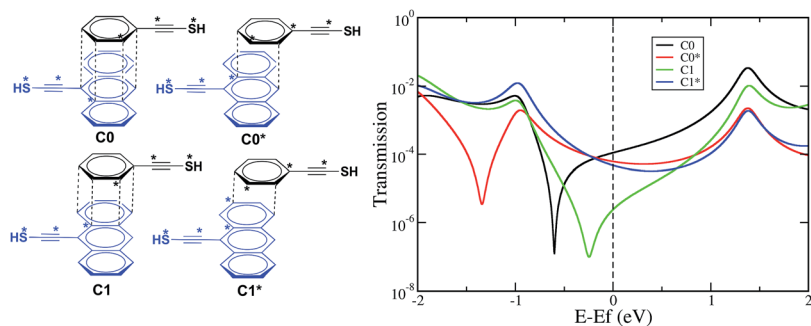 * * SH
* * SH
HS * *
HS * *
C0
C0*
* * SH
* * SH
HS * *
HS * *
C1
C1*
Transmission
10^0
10^-2
10^-4
10^-6
10^-8
C0
C0*
C1
C1*
-2 -1 0 1 2
E-Ef (eV)